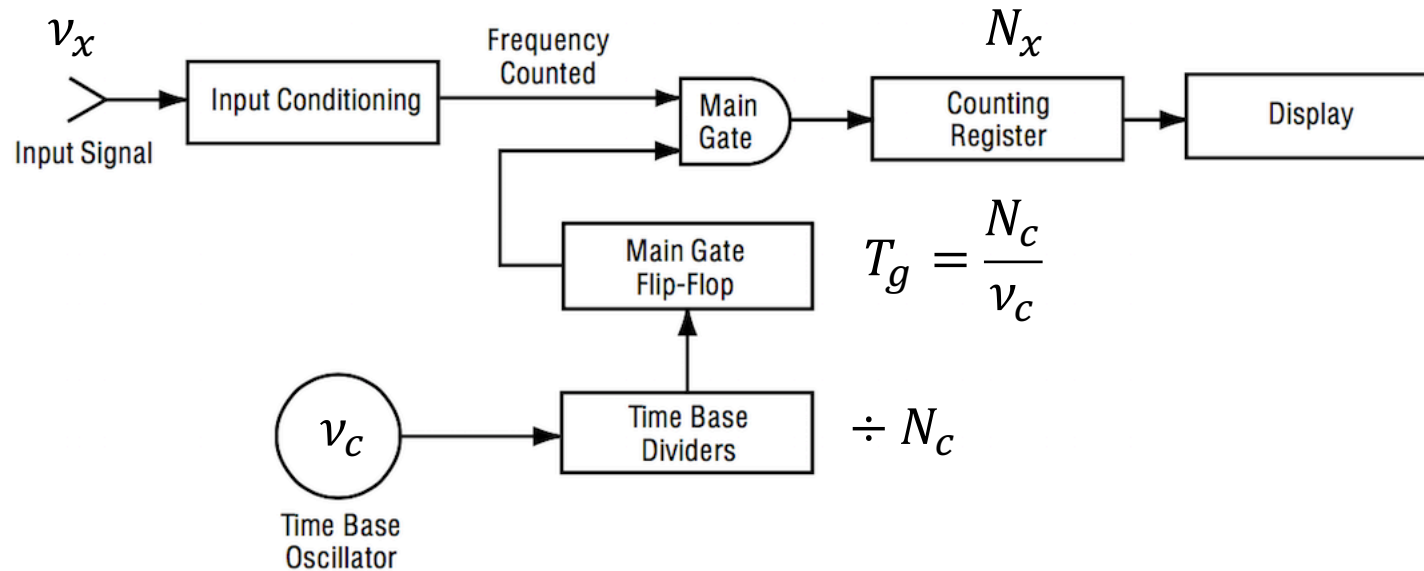 νx
Input Signal
Input Conditioning
Frequency
Counted
Main
Gate
Nx
Counting
Register
Display
Main Gate
Flip-Flop
Tg = Nc / νc
νc
Time Base
Oscillator
Time Base
Dividers
÷ Nc